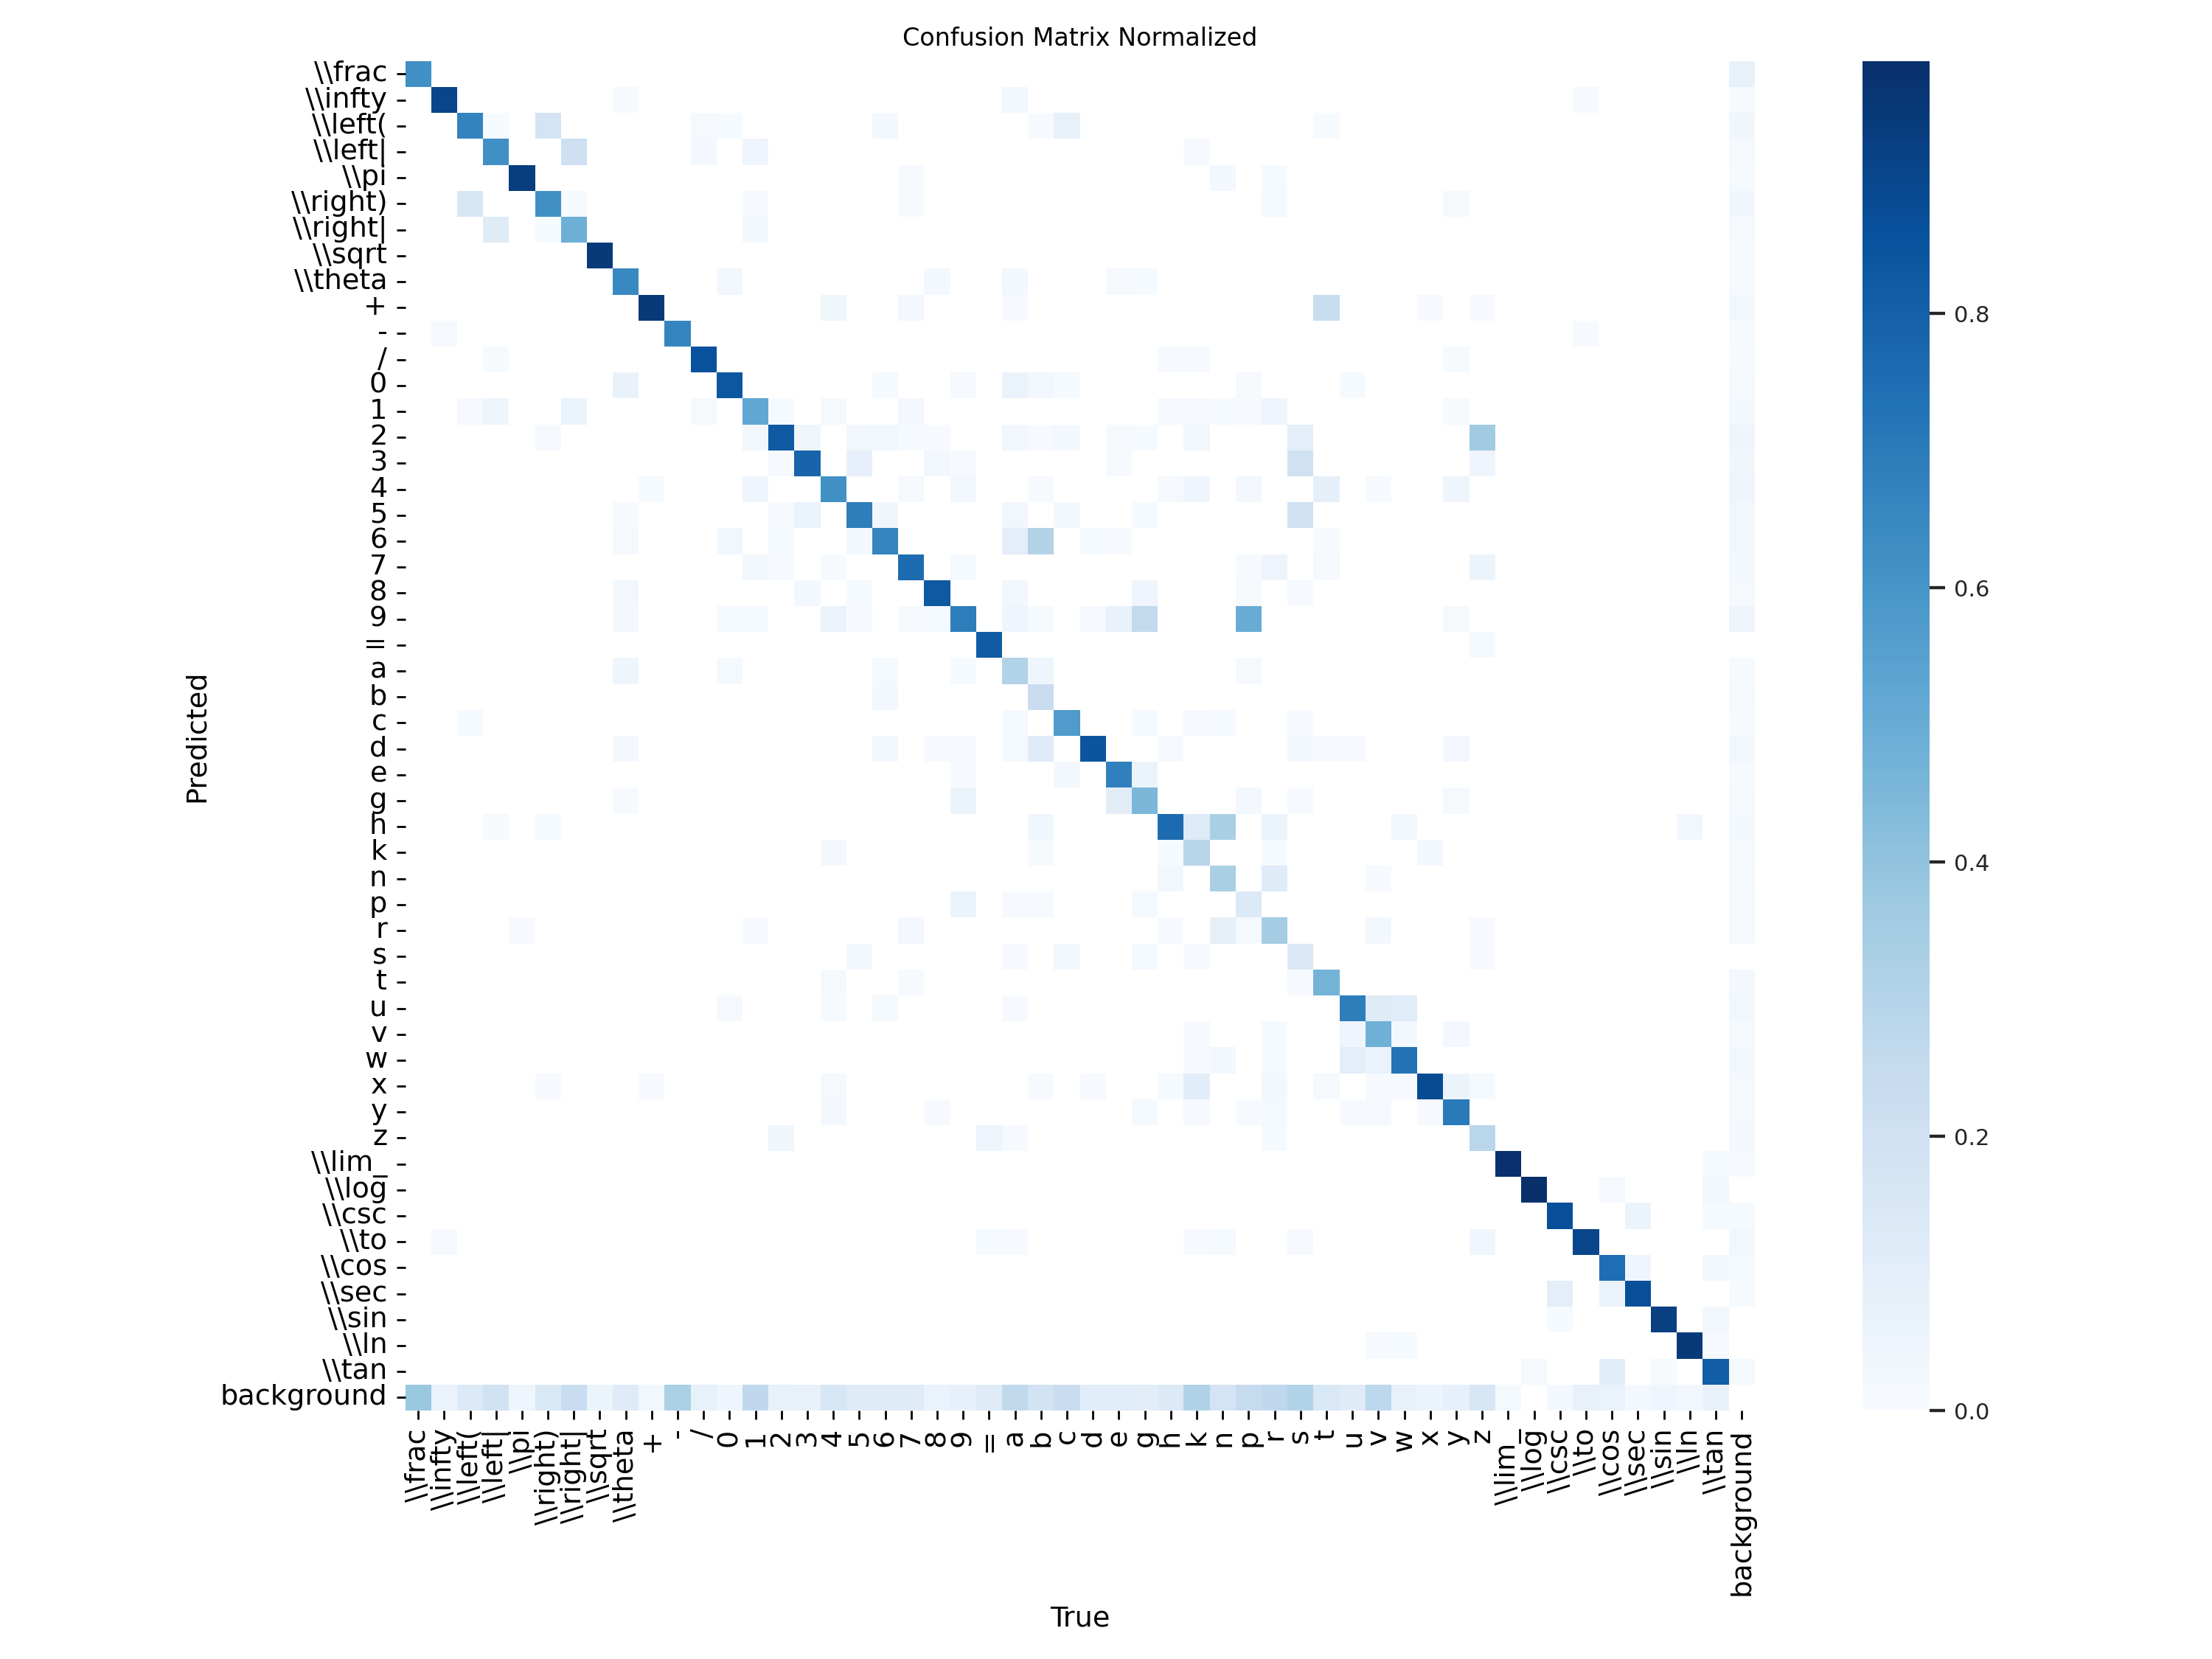 Confusion Matrix Normalized
\\frac
\\infty
\\left(
\\left|
\\pi
\\right)
\\right|
\\sqrt
\\theta
+
-
/
0
1
2
3
4
5
6
7
8
9
=
a
b
c
d
e
g
h
k
n
p
r
s
t
u
v
w
x
y
z
\\lim_
\\log
\\csc
\\to
\\cos
\\sec
\\sin
\\ln
\\tan
background
Predicted
\\frac \\infty \\left( \\left| \\pi \\right) \\right| \\sqrt \\theta + - / 0 1 2 3 4 5 6 7 8 9 = a b c d e g h k n p r s t u v w x y z \\lim_ \\log \\csc \\to \\cos \\sec \\sin \\ln \\tan background
True
0.8
0.6
0.4
0.2
0.0